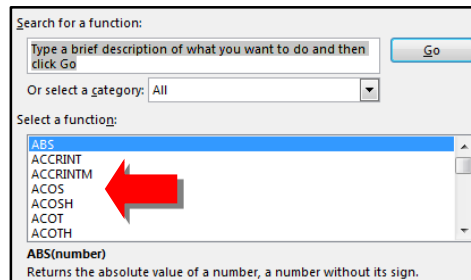 Search for a function:
Type a brief description of what you want to do and then
click Go
Go
Or select a category: All
Select a function:
ABS
ACCRINT
ACCRINTM
ACOS
ACOSH
ACOT
ACOTH
ABS(number)
Returns the absolute value of a number, a number without its sign.